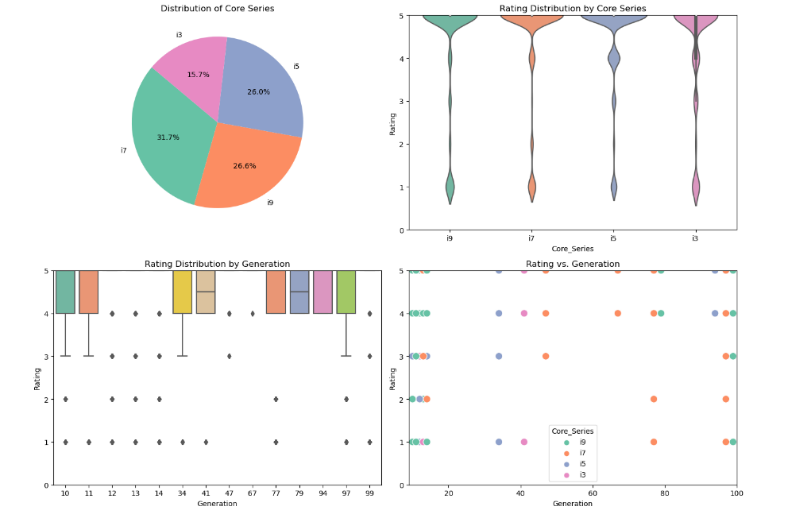 Distribution of Core Series
i3
i5
15.7%
26.0%
31.7%
26.6%
i7
i9
Rating Distribution by Core Series
5
4
3
2
1
0
Rating
i9 i7 i5 i3
Core_Series
Rating Distribution by Generation
5
4
3
2
1
0
Rating
10 11 12 13 14 34 41 47 67 77 79 94 97 99
Generation
Rating vs. Generation
5
4
3
2
1
0
Rating
Core_Series
i9
i7
i5
i3
20 40 60 80 100
Generation